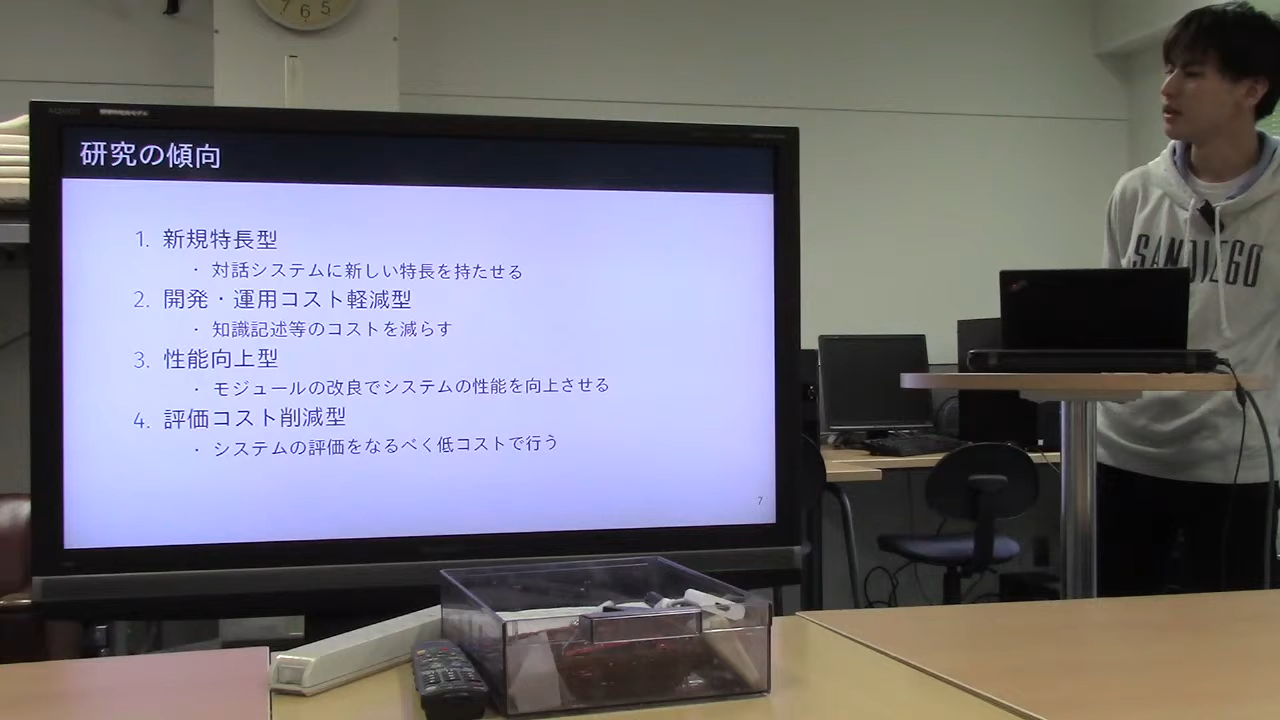 7 6 5
AQUOS
研究の傾向
1. 新規特長型
・ 対話システムに新しい特長を持たせる
2. 開発・運用コスト軽減型
・ 知識記述等のコストを減らす
3. 性能向上型
・ モジュールの改良でシステムの性能を向上させる
4. 評価コスト削減型
・ システムの評価をなるべく低コストで行う
7
SAN DIEGO